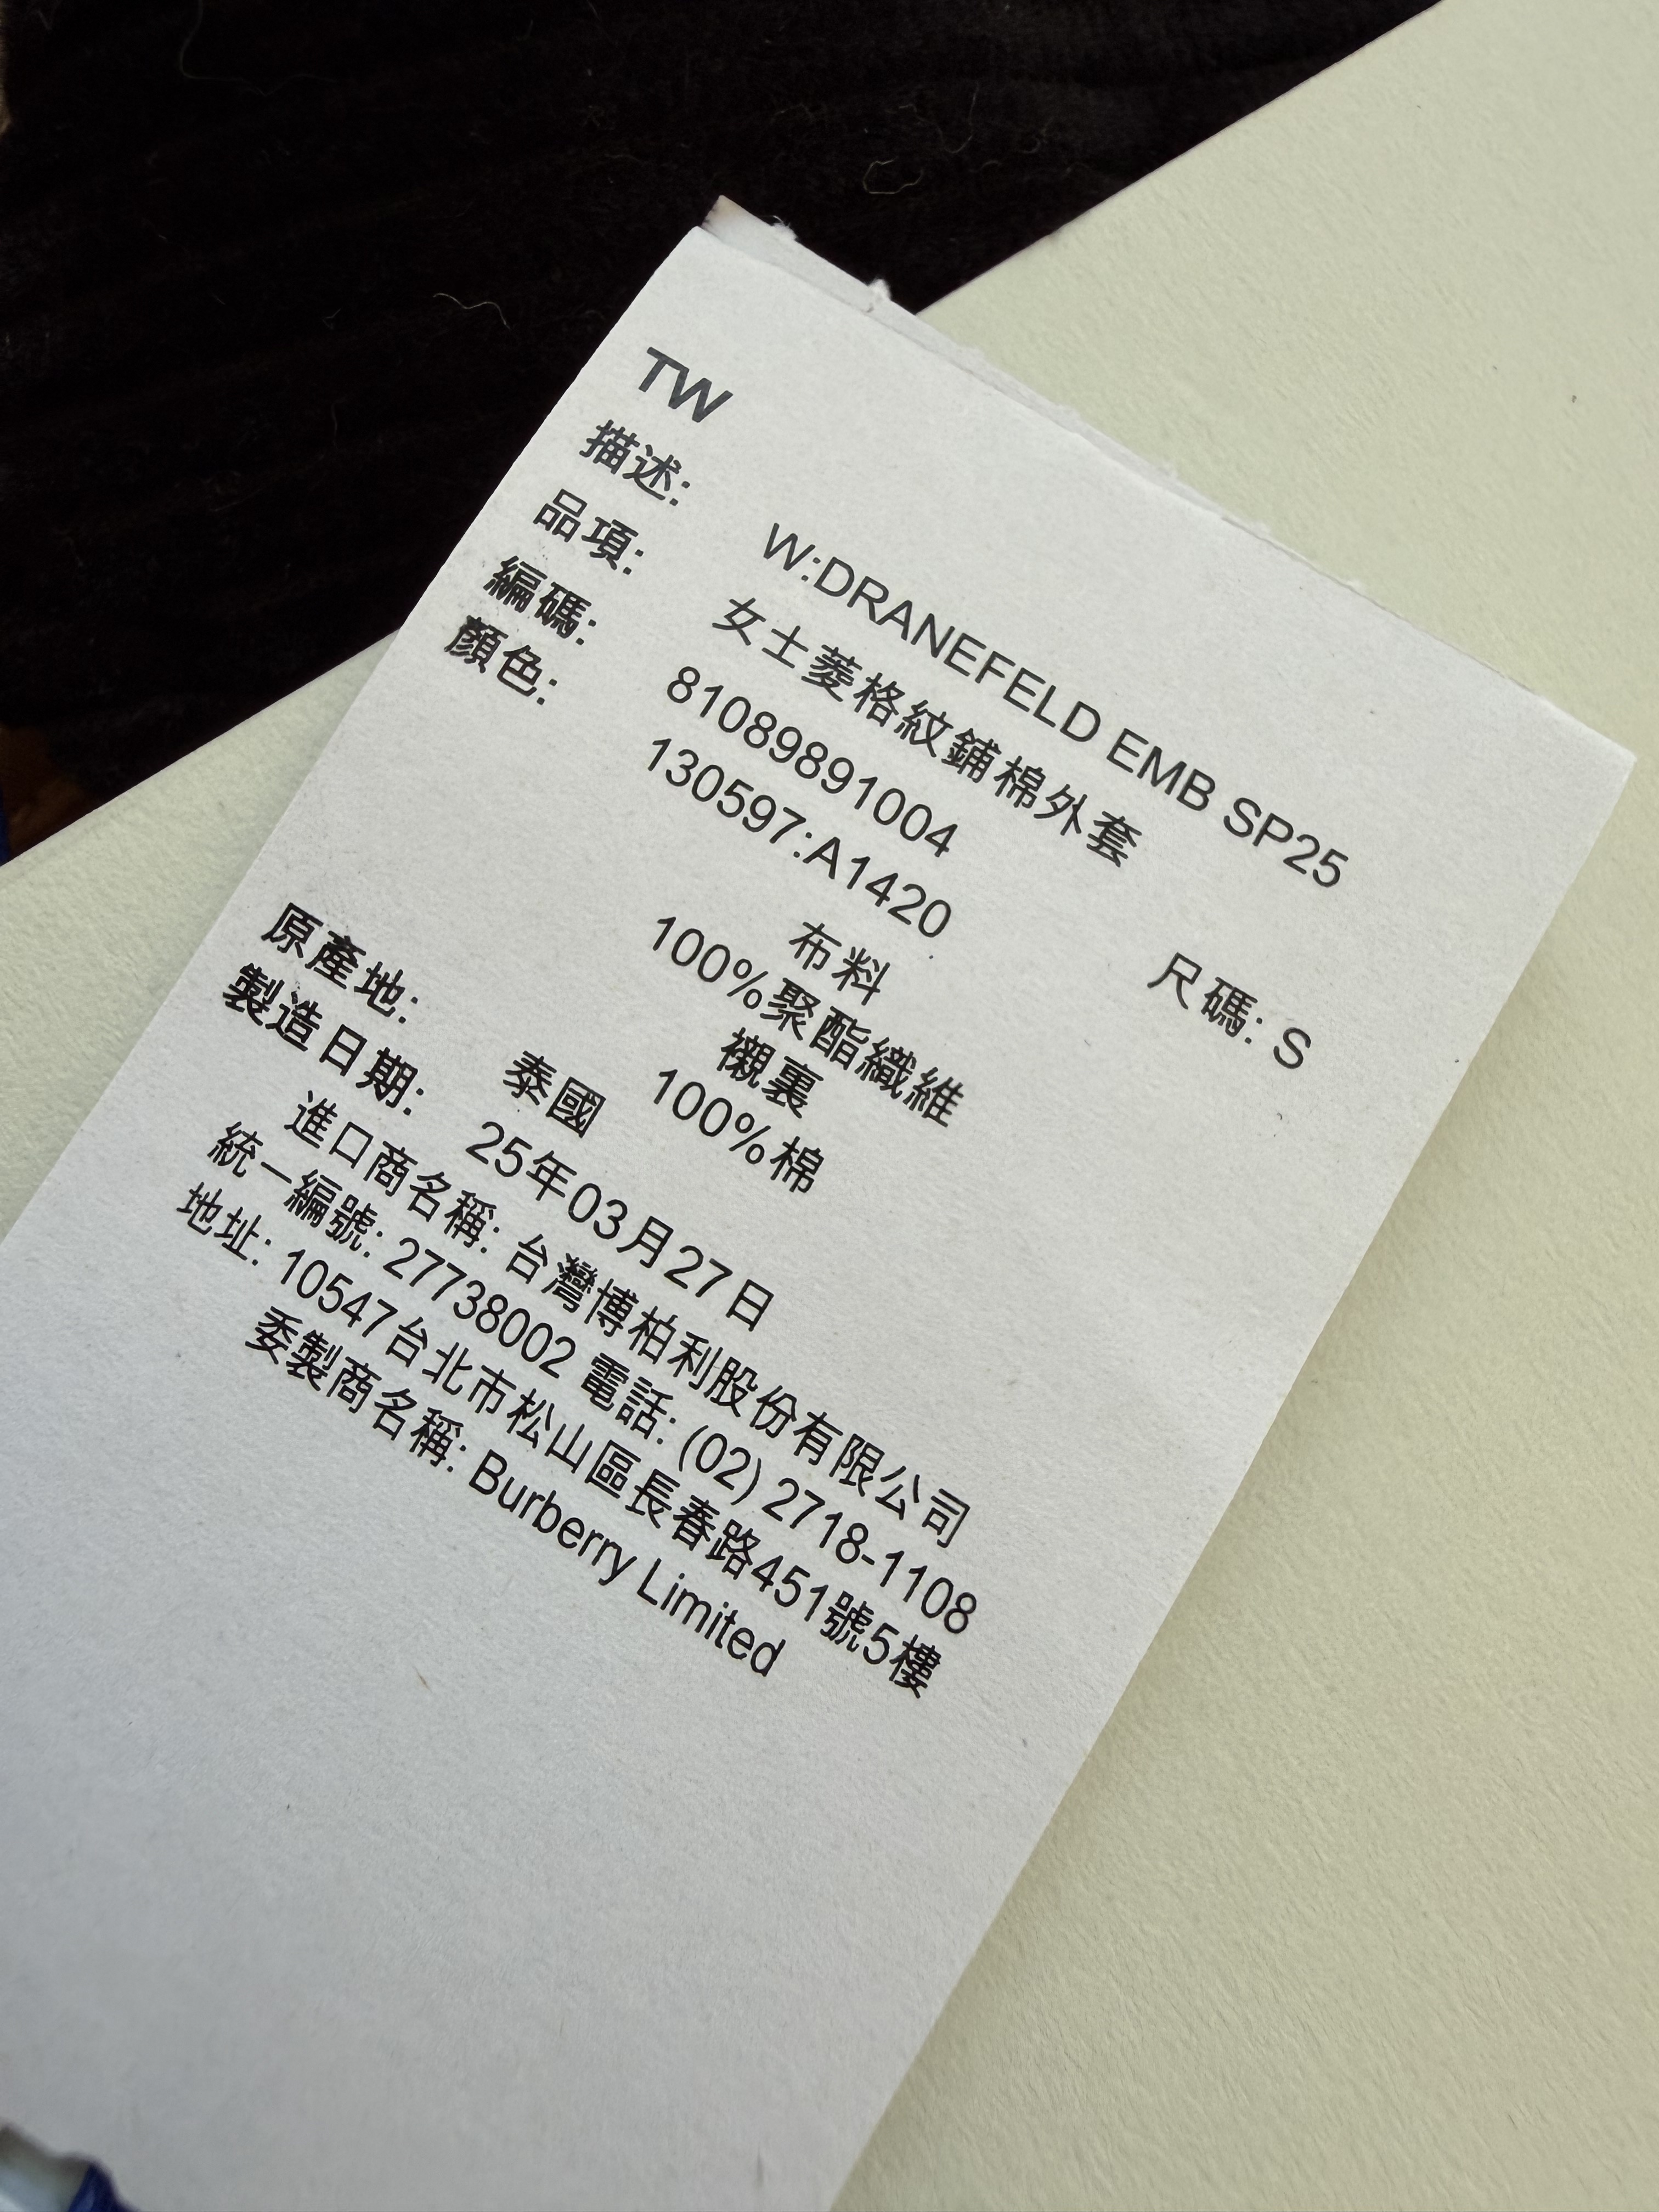 TW
描述: W:DRANEFELD EMB SP25
品項: 女士菱格紋鋪棉外套
編碼: 8108989​1004
顏色: 130597:A1420 尺碼: S
布料
100%聚酯纖維
襯裏
100%棉
原產地: 泰國
製造日期: 25年03月27日
進口商名稱: 台灣博柏利股份有限公司
統一編號: 27738002 電話: (02) 2718-1108
地址: 10547台北市松山區長春路451號5樓
委製商名稱: Burberry Limited